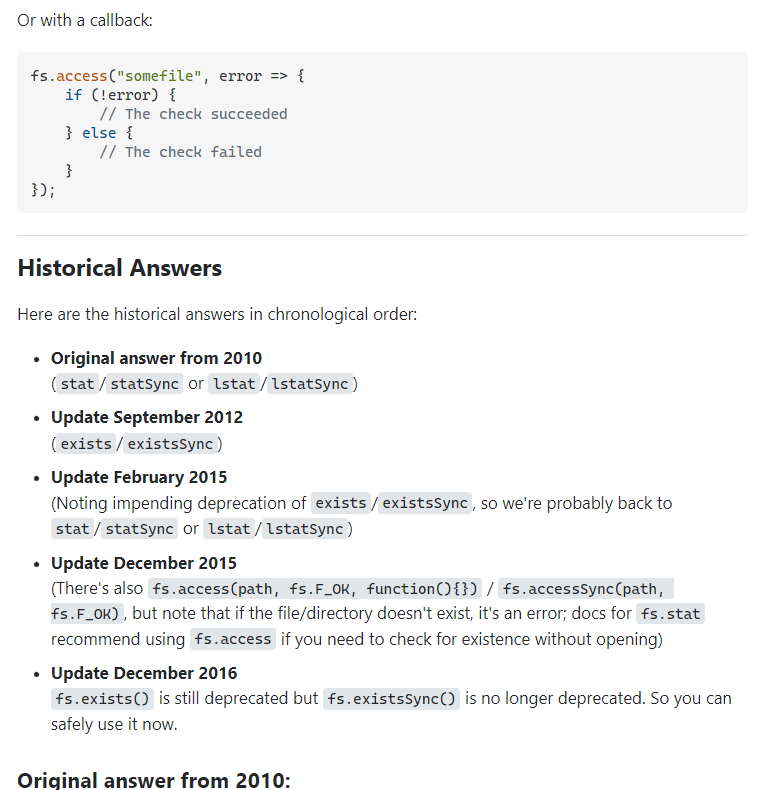 Or with a callback:
fs.access("somefile", error => {
    if (!error) {
        // The check succeeded
    } else {
        // The check failed
    }
});
Historical Answers
Here are the historical answers in chronological order:
• Original answer from 2010
(stat/statSync or lstat/lstatSync)
• Update September 2012
(exists/existsSync)
• Update February 2015
(Noting impending deprecation of exists/existsSync, so we're probably back to
stat/statSync or lstat/lstatSync)
• Update December 2015
(There's also fs.access(path, fs.F_OK, function(){}) / fs.accessSync(path,
fs.F_OK), but note that if the file/directory doesn't exist, it's an error; docs for fs.stat
recommend using fs.access if you need to check for existence without opening)
• Update December 2016
fs.exists() is still deprecated but fs.existsSync() is no longer deprecated. So you can
safely use it now.
Original answer from 2010: